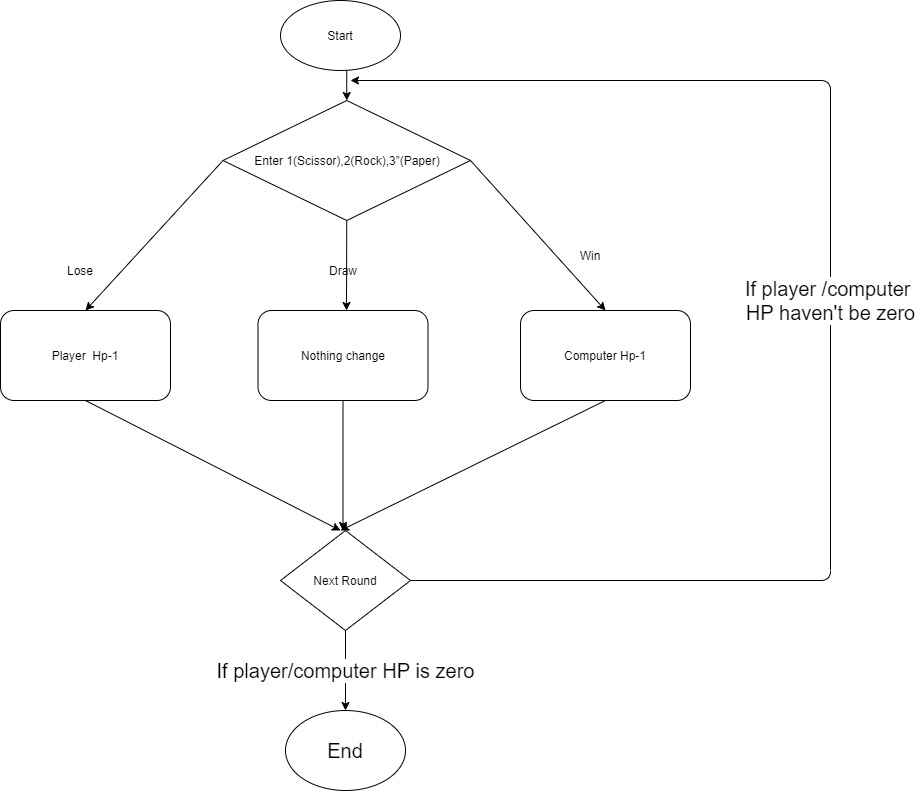 Start
Enter 1(Scissor),2(Rock),3"(Paper)
Lose
Draw
Win
If player /computer
HP haven't be zero
Player  Hp-1
Nothing change
Computer Hp-1
Next Round
If player/computer HP is zero
End